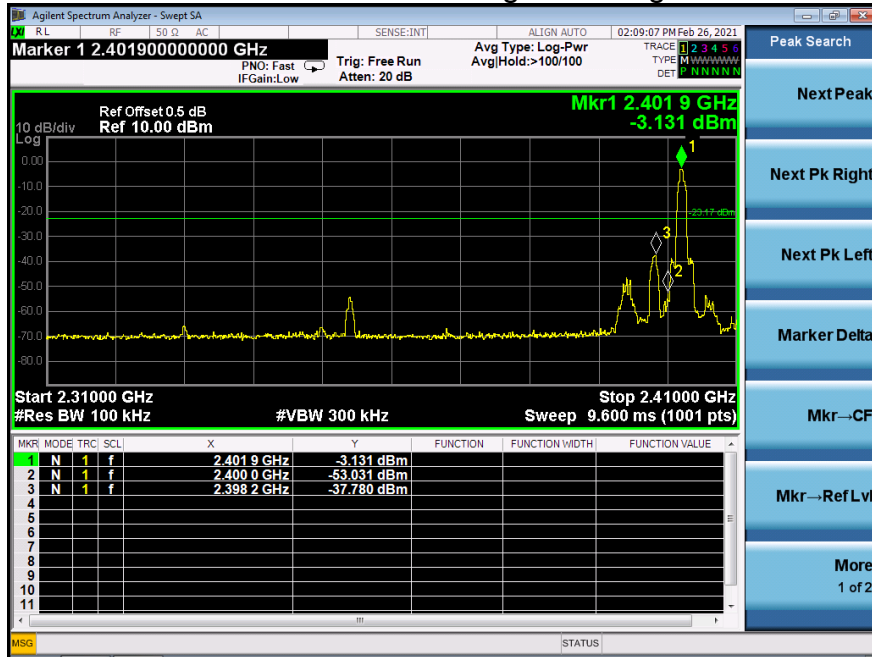 Agilent Spectrum Analyzer - Swept SA
LXI RL RF 50 Ω AC SENSE:INT ALIGN AUTO 02:09:07 PM Feb 26, 2021
Marker 1 2.401900000000 GHz
PNO: Fast
IFGain:Low
Trig: Free Run
Atten: 20 dB
Avg Type: Log-Pwr
Avg|Hold:>100/100
TRACE 1 2 3 4 5 6
TYPE M WWWWW
DET P N N N N N
Peak Search
Next Peak
Next Pk Right
Next Pk Left
Marker Delta
Mkr→CF
Mkr→Ref Lvl
More
1 of 2
Mkr1 2.401 9 GHz
-3.131 dBm
Ref Offset 0.5 dB
10 dB/div Ref 10.00 dBm
Log
1
0.00
-10.0
-20.0
-23.17 dBm
-30.0
3
-40.0
2
-50.0
-60.0
-70.0
-80.0
Start 2.31000 GHz Stop 2.41000 GHz
#Res BW 100 kHz #VBW 300 kHz Sweep 9.600 ms (1001 pts)
MKR MODE TRC SCL X Y FUNCTION FUNCTION WIDTH FUNCTION VALUE
1 N 1 f 2.401 9 GHz -3.131 dBm
2 N 1 f 2.400 0 GHz -53.031 dBm
3 N 1 f 2.398 2 GHz -37.780 dBm
4
5
6
7
8
9
10
11
MSG STATUS